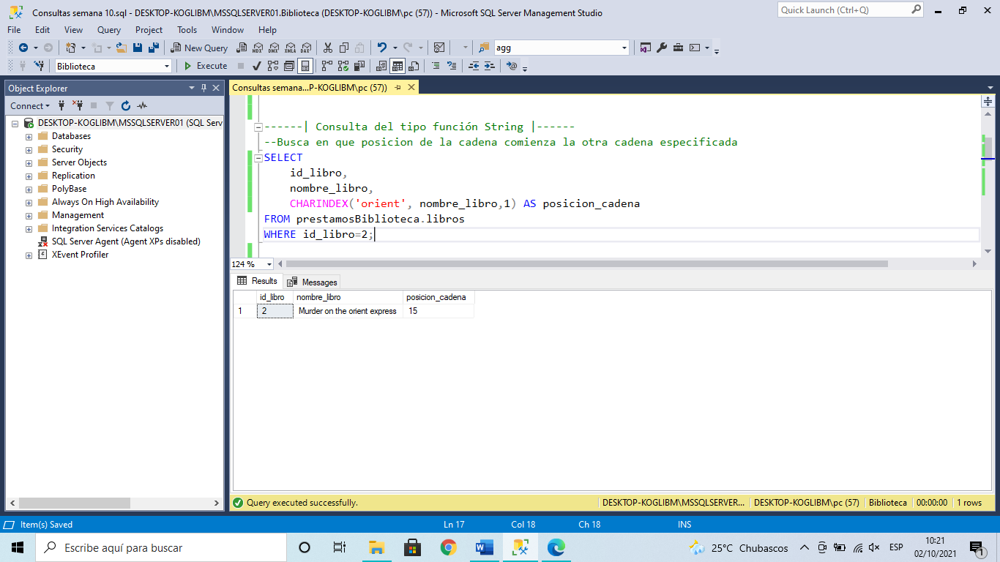 Consultas semana 10.sql - DESKTOP-KOGLIBM\MSSQLSERVER01.Biblioteca (DESKTOP-KOGLIBM\pc (57)) - Microsoft SQL Server Management Studio
Quick Launch (Ctrl+Q)
File Edit View Query Project Tools Window Help
New Query MDX DMX XMLA DAX agg
Biblioteca Execute
Object Explorer
Consultas semana...P-KOGLIBM\pc (57))
Connect
DESKTOP-KOGLIBM\MSSQLSERVER01 (SQL Serv
Databases
Security
Server Objects
Replication
PolyBase
Always On High Availability
Management
Integration Services Catalogs
SQL Server Agent (Agent XPs disabled)
XEvent Profiler
------| Consulta del tipo función String |------
--Busca en que posicion de la cadena comienza la otra cadena especificada
SELECT
id_libro,
nombre_libro,
CHARINDEX('orient', nombre_libro,1) AS posicion_cadena
FROM prestamosBiblioteca.libros
WHERE id_libro=2;
124 %
Results Messages
id_libro nombre_libro posicion_cadena
1 2 Murder on the orient express 15
Query executed successfully.
DESKTOP-KOGLIBM\MSSQLSERVER... DESKTOP-KOGLIBM\pc (57) Biblioteca 00:00:00 1 rows
Item(s) Saved Ln 17 Col 18 Ch 18 INS
Escribe aquí para buscar
25°C Chubascos ESP 10:21
02/10/2021
1